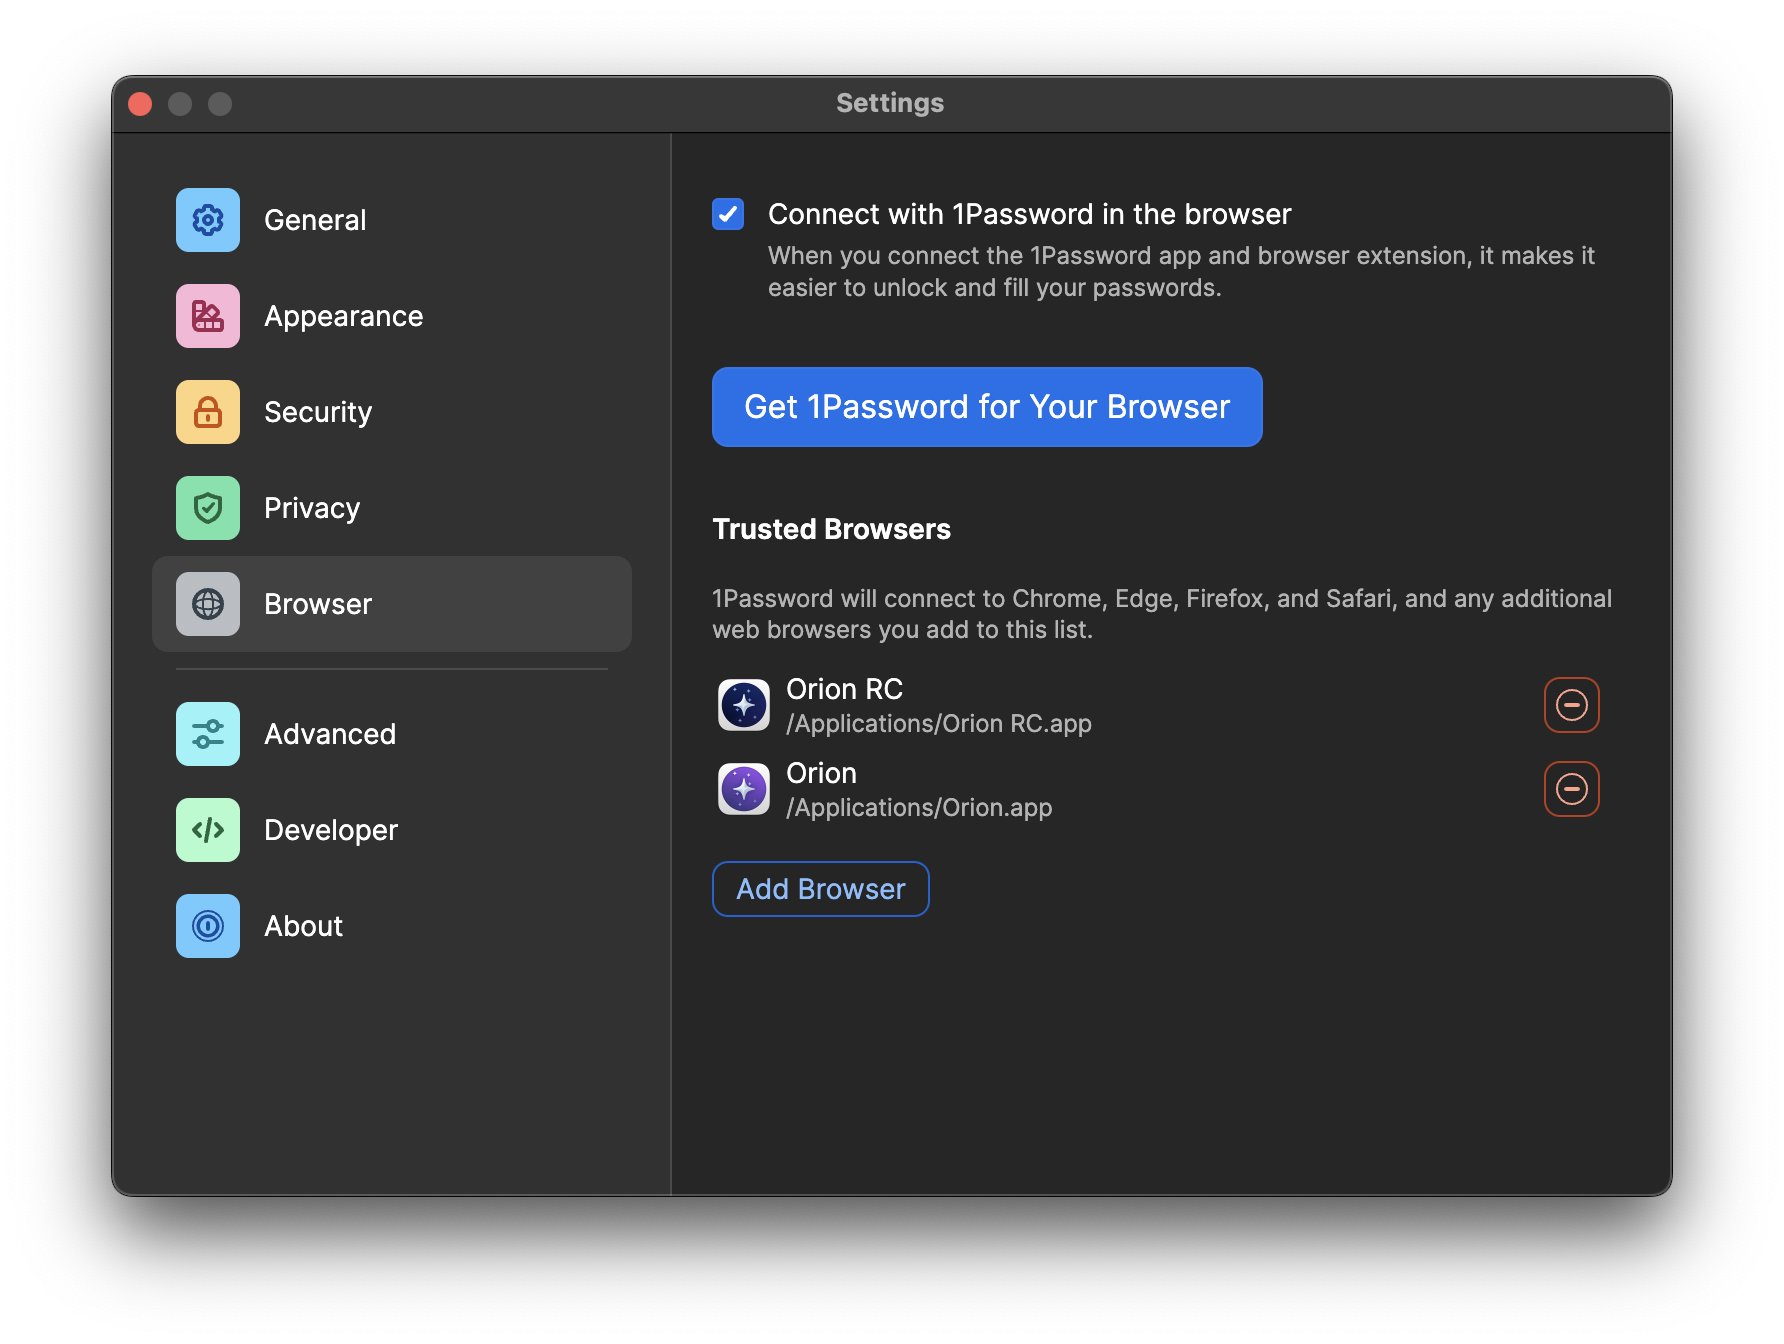 Settings
General
Appearance
Security
Privacy
Browser
Advanced
Developer
About
Connect with 1Password in the browser
When you connect the 1Password app and browser extension, it makes it
easier to unlock and fill your passwords.
Get 1Password for Your Browser
Trusted Browsers
1Password will connect to Chrome, Edge, Firefox, and Safari, and any additional
web browsers you add to this list.
Orion RC
/Applications/Orion RC.app
Orion
/Applications/Orion.app
Add Browser